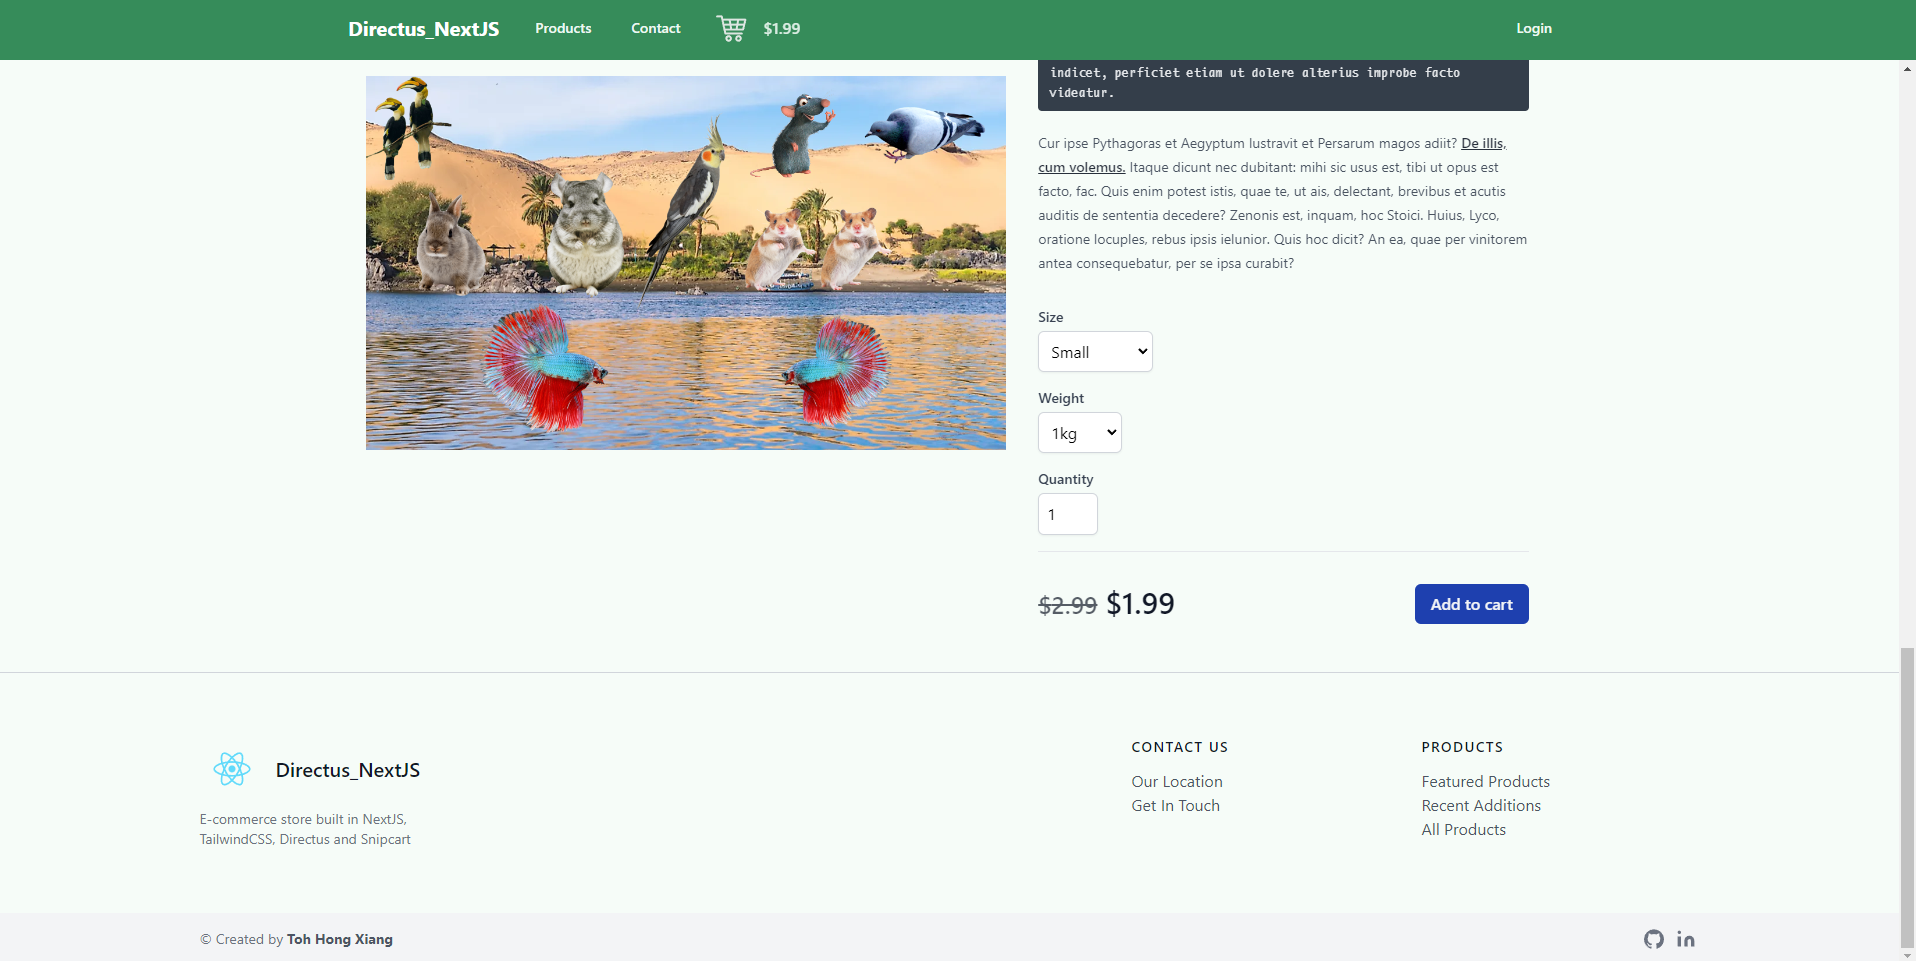 Directus_NextJS
Products
Contact
$1.99
Login
indicet, perficiet etiam ut dolere alterius improbe facto
videatur.
Cur ipse Pythagoras et Aegyptum lustravit et Persarum magos adiit? De illis,
cum volemus. Itaque dicunt nec dubitant: mihi sic usus est, tibi ut opus est
facto, fac. Quis enim potest istis, quae te, ut ais, delectant, brevibus et acutis
auditis de sententia decedere? Zenonis est, inquam, hoc Stoici. Huius, Lyco,
oratione locuples, rebus ipsis ielunior. Quis hoc dicit? An ea, quae per vinitorem
antea consequebatur, per se ipsa curabit?
Size
Small
Weight
1kg
Quantity
1
$2.99 $1.99
Add to cart
Directus_NextJS
E-commerce store built in NextJS,
TailwindCSS, Directus and Snipcart
CONTACT US
Our Location
Get In Touch
PRODUCTS
Featured Products
Recent Additions
All Products
© Created by Toh Hong Xiang